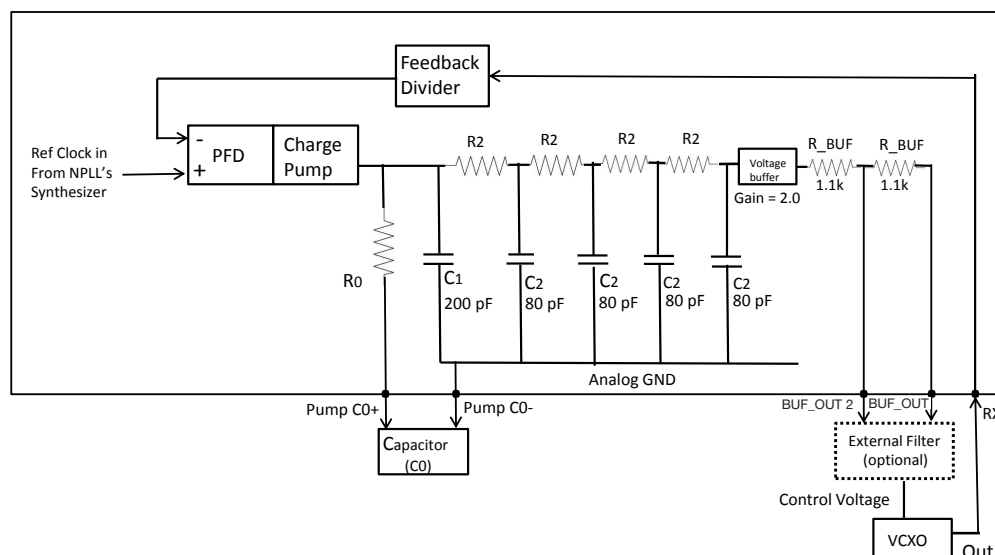 Feedback
Divider
R2
R2
R2
R2
R_BUF
R_BUF
-
PFD
+
Charge
Pump
Voltage
buffer
1.1k
1.1k
Gain = 2.0
Ref Clock in
From NPLL's
Synthesizer
R0
C1
200 pF
C2
80 pF
C2
80 pF
C2
80 pF
C2
80 pF
Analog GND
Pump C0+
Pump C0-
BUF_OUT 2
BUF_OUT
RX
Capacitor
(C0)
External Filter
(optional)
Control Voltage
VCXO
Out